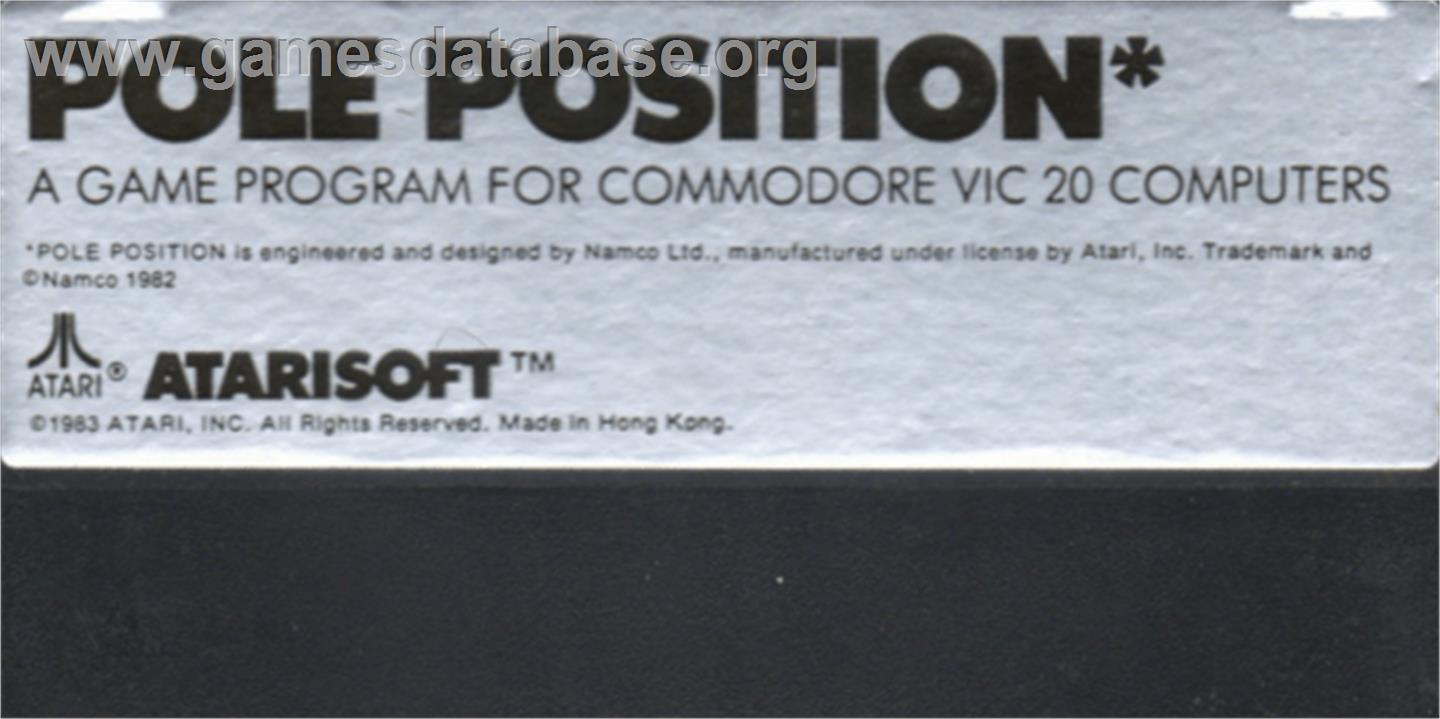 www.gamesdatabase.org
POLE POSITION*
A GAME PROGRAM FOR COMMODORE VIC 20 COMPUTERS
*POLE POSITION is engineered and designed by Namco Ltd., manufactured under license by Atari, Inc. Trademark and
©Namco 1982
ATARI® ATARISOFT™
©1983 ATARI, INC. All Rights Reserved. Made in Hong Kong.